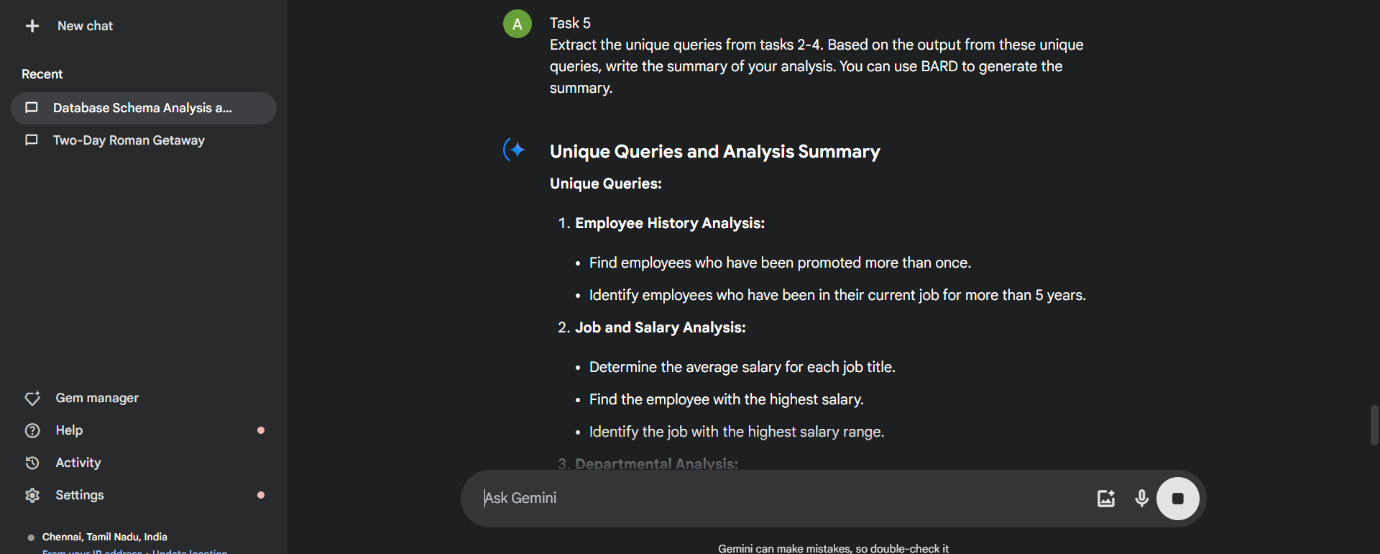 New chat
Recent
Database Schema Analysis a...
Two-Day Roman Getaway
Gem manager
Help
Activity
Settings
Chennai, Tamil Nadu, India
From your IP address • Update location
A
Task 5
Extract the unique queries from tasks 2-4. Based on the output from these unique
queries, write the summary of your analysis. You can use BARD to generate the
summary.
Unique Queries and Analysis Summary
Unique Queries:
1. Employee History Analysis:
• Find employees who have been promoted more than once.
• Identify employees who have been in their current job for more than 5 years.
2. Job and Salary Analysis:
• Determine the average salary for each job title.
• Find the employee with the highest salary.
• Identify the job with the highest salary range.
3. Departmental Analysis:
Ask Gemini
Gemini can make mistakes, so double-check it